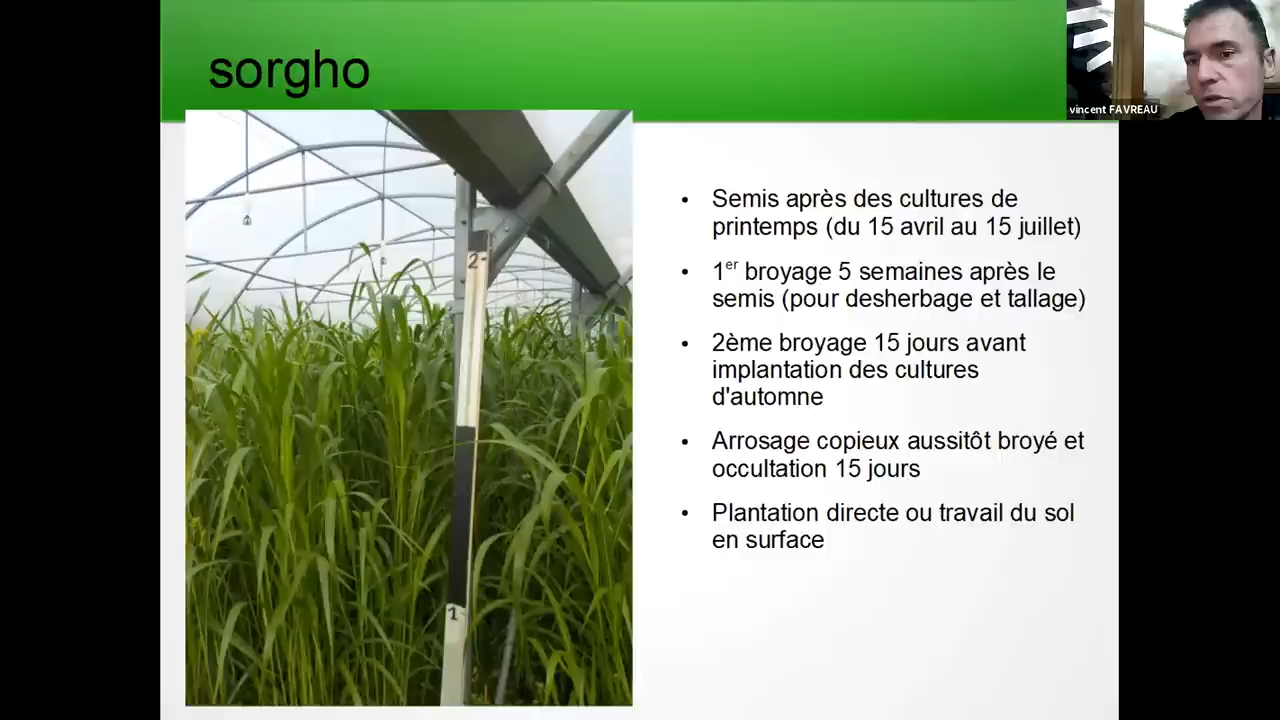 sorgho
vincent FAVREAU
2-
1-
• Semis après des cultures de
printemps (du 15 avril au 15 juillet)
• 1er broyage 5 semaines après le
semis (pour desherbage et tallage)
• 2ème broyage 15 jours avant
implantation des cultures
d'automne
• Arrosage copieux aussitôt broyé et
occultation 15 jours
• Plantation directe ou travail du sol
en surface